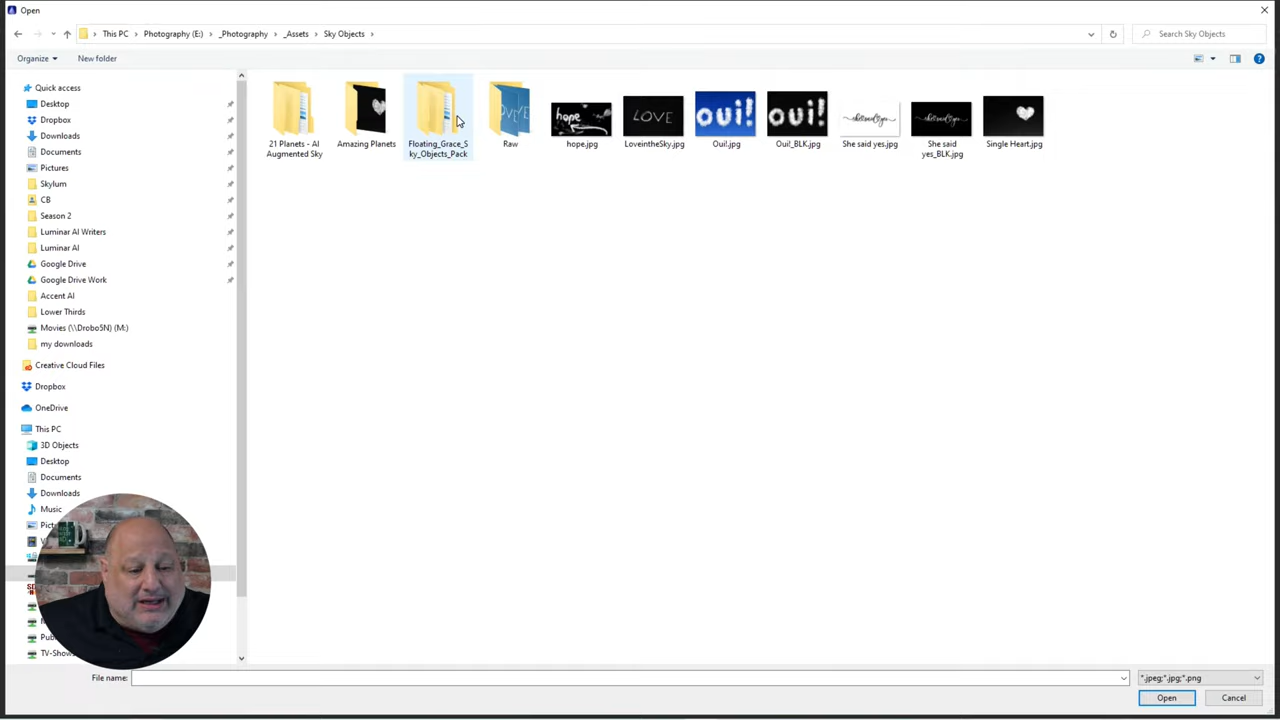 Open
This PC
Photography (E:)
_Photography
_Assets
Sky Objects
Search Sky Objects
Organize
New folder
Quick access
Desktop
Dropbox
Downloads
Documents
Pictures
Skylum
CB
Season 2
Luminar AI Writers
Luminar AI
Google Drive
Google Drive Work
Accent AI
Lower Thirds
Movies (\\Drobo5N) (M:)
my downloads
Creative Cloud Files
Dropbox
OneDrive
This PC
3D Objects
Desktop
Documents
Downloads
Music
TV-Shows
21 Planets - AI
Augmented Sky
Amazing Planets
Floating_Grace_S
ky_Objects_Pack
LOVE
Raw
hope
hope.jpg
LOVE
LoveintheSky.jpg
oui!
Oui!.jpg
oui!
Oui!_BLK.jpg
She said yes.jpg
She said
yes_BLK.jpg
Single Heart.jpg
File name:
*.jpeg;*.jpg;*.png
Open
Cancel